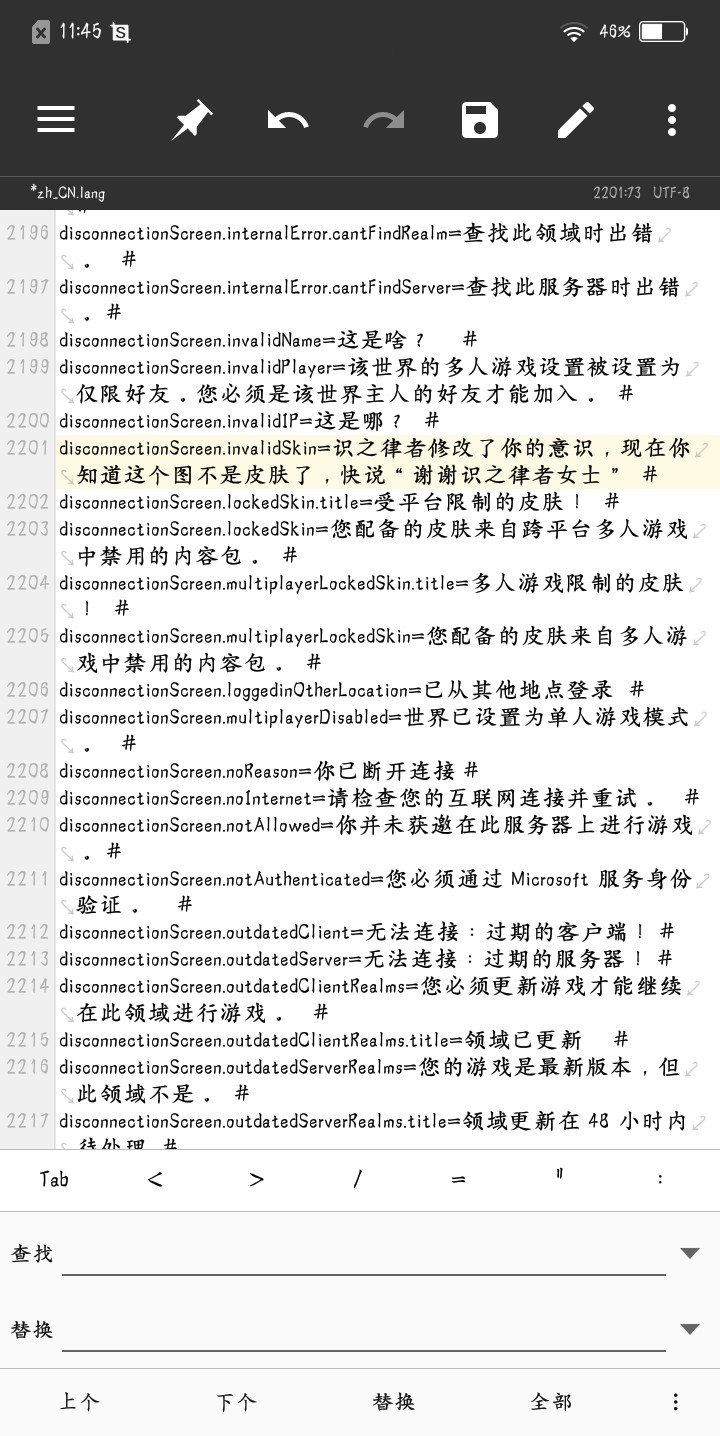 11:45 46%
*zh_CN.lang 2201:73 UTF-8
2196 disconnectionScreen.internalError.cantFindRealm=查找此领域时出错
。 #
2197 disconnectionScreen.internalError.cantFindServer=查找此服务器时出错
。#
2198 disconnectionScreen.invalidName=这是啥？ #
2199 disconnectionScreen.invalidPlayer=该世界的多人游戏设置被设置为
仅限好友。您必须是该世界主人的好友才能加入。 #
2200 disconnectionScreen.invalidIP=这是哪？ #
2201 disconnectionScreen.invalidSkin=识之律者修改了你的意识，现在你
知道这个图不是皮肤了，快说“谢谢识之律者女士” #
2202 disconnectionScreen.lockedSkin.title=受平台限制的皮肤！ #
2203 disconnectionScreen.lockedSkin=您配备的皮肤来自跨平台多人游戏
中禁用的内容包。 #
2204 disconnectionScreen.multiplayerLockedSkin.title=多人游戏限制的皮肤
！ #
2205 disconnectionScreen.multiplayerLockedSkin=您配备的皮肤来自多人游
戏中禁用的内容包。 #
2206 disconnectionScreen.loggedinOtherLocation=已从其他地点登录 #
2207 disconnectionScreen.multiplayerDisabled=世界已设置为单人游戏模式
。 #
2208 disconnectionScreen.noReason=你已断开连接 #
2209 disconnectionScreen.noInternet=请检查您的互联网连接并重试。 #
2210 disconnectionScreen.notAllowed=你并未获邀在此服务器上进行游戏
。#
2211 disconnectionScreen.notAuthenticated=您必须通过 Microsoft 服务身份
验证。 #
2212 disconnectionScreen.outdatedClient=无法连接：过期的客户端！ #
2213 disconnectionScreen.outdatedServer=无法连接：过期的服务器！ #
2214 disconnectionScreen.outdatedClientRealms=您必须更新游戏才能继续
在此领域进行游戏。 #
2215 disconnectionScreen.outdatedClientRealms.title=领域已更新 #
2216 disconnectionScreen.outdatedServerRealms=您的游戏是最新版本，但
此领域不是。 #
2217 disconnectionScreen.outdatedServerRealms.title=领域更新在 48 小时内
待处理 #
Tab < > / = " :
查找
替换
上个 下个 替换 全部